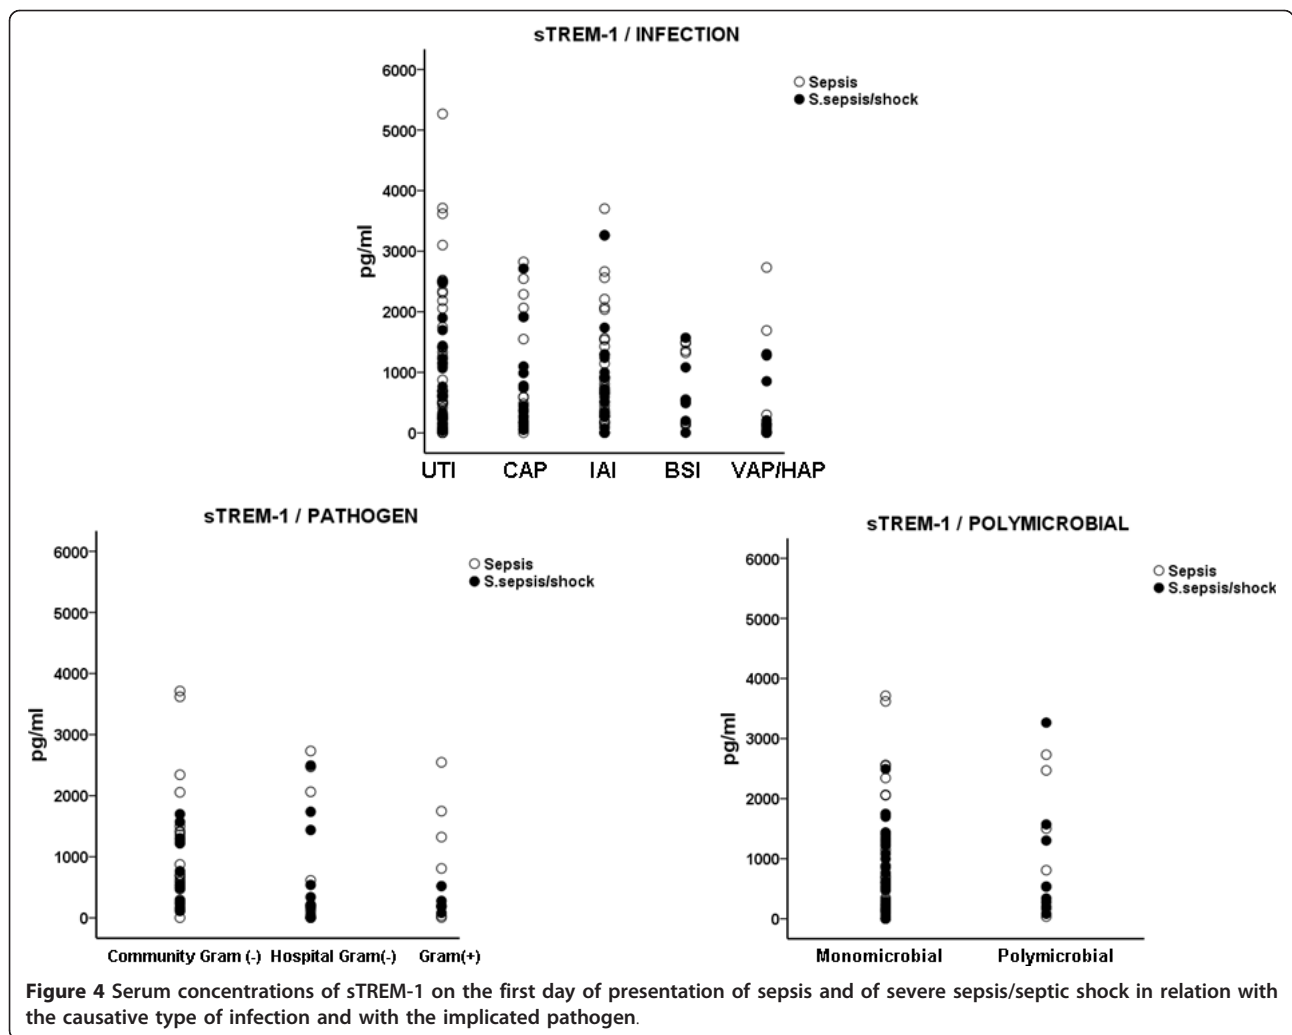 sTREM-1 / INFECTION
Sepsis
S.sepsis/shock
6000
5000
4000
3000
2000
1000
0
pg/ml
UTI CAP IAI BSI VAP/HAP
sTREM-1 / PATHOGEN
Sepsis
S.sepsis/shock
6000
5000
4000
3000
2000
1000
0
pg/ml
Community Gram (-) Hospital Gram(-) Gram(+)
sTREM-1 / POLYMICROBIAL
Sepsis
S.sepsis/shock
6000
5000
4000
3000
2000
1000
0
pg/ml
Monomicrobial Polymicrobial
Figure 4 Serum concentrations of sTREM-1 on the first day of presentation of sepsis and of severe sepsis/septic shock in relation with
the causative type of infection and with the implicated pathogen.